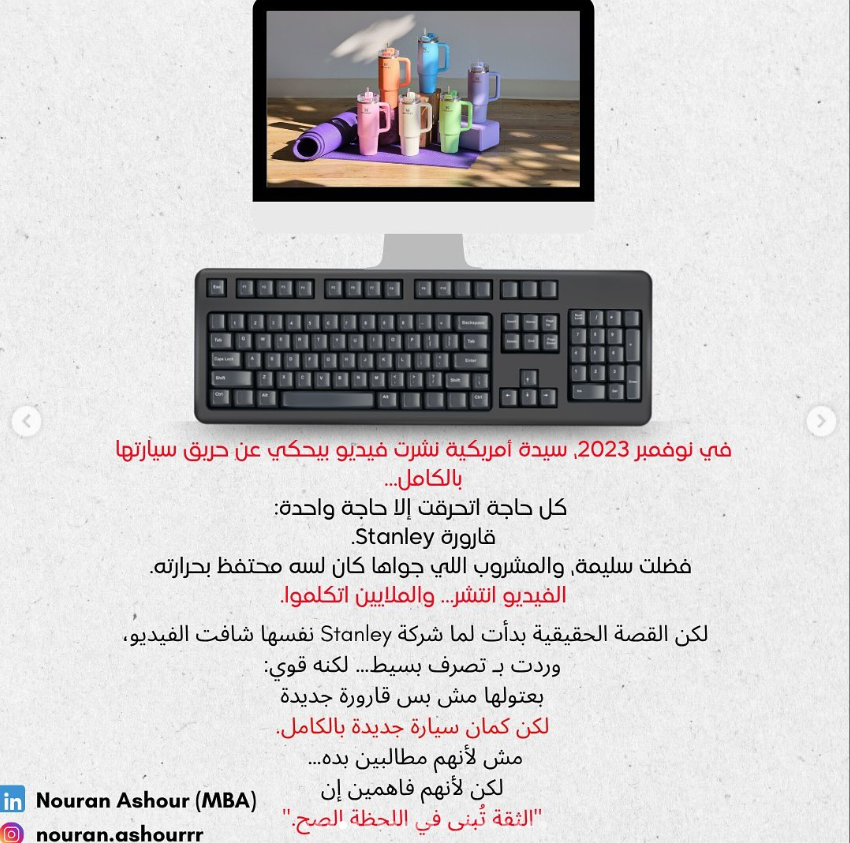 في نوفمبر 2023, سيدة أمريكية نشرت فيديو بيحكي عن حريق سيارتها
بالكامل...
كل حاجة اتحرقت إلا حاجة واحدة:
قارورة Stanley.
فضلت سليمة, والمشروب اللي جواها كان لسه محتفظ بحرارته.
الفيديو انتشر... والملايين اتكلموا.
لكن القصة الحقيقية بدأت لما شركة Stanley نفسها شافت الفيديو،
وردت بـ تصرف بسيط... لكنه قوي:
بعتولها مش بس قارورة جديدة
لكن كمان سيارة جديدة بالكامل.
مش لأنهم مطالبين بده...
لكن لأنهم فاهمين إن
"الثقة تُبنى في اللحظة الصح."
in Nouran Ashour (MBA)
nouran.ashourrr